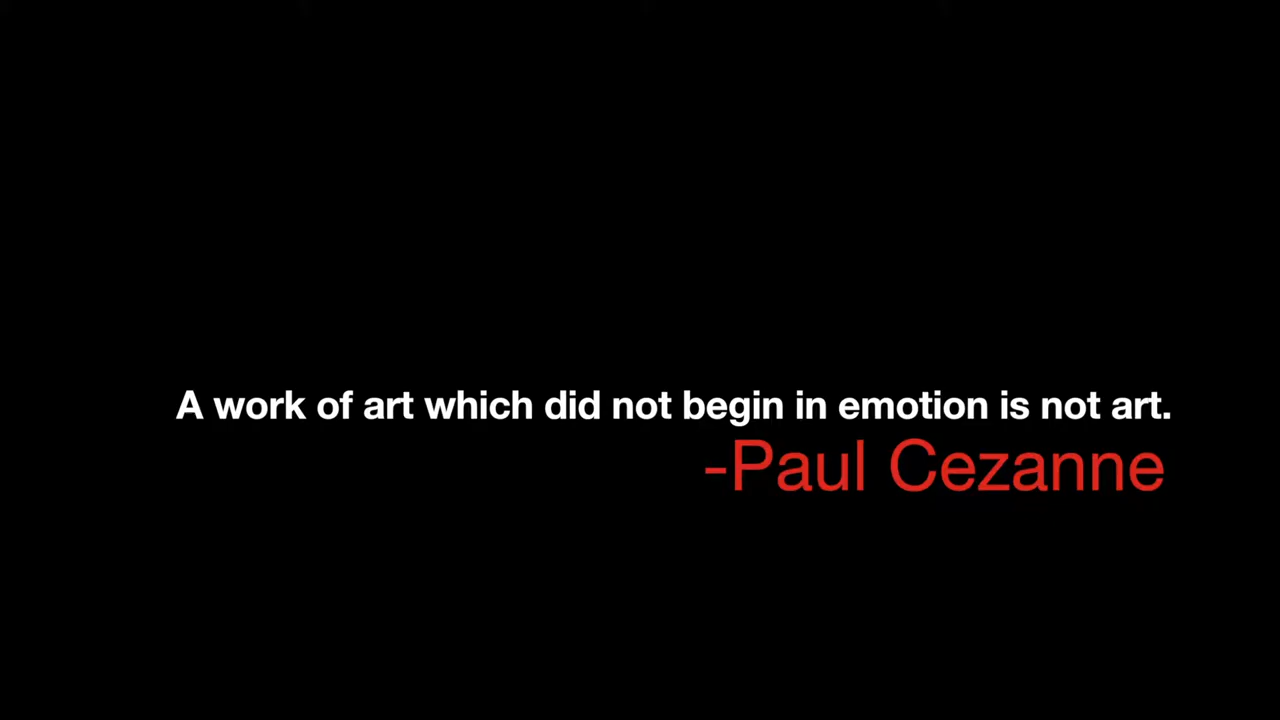 A work of art which did not begin in emotion is not art.
-Paul Cezanne